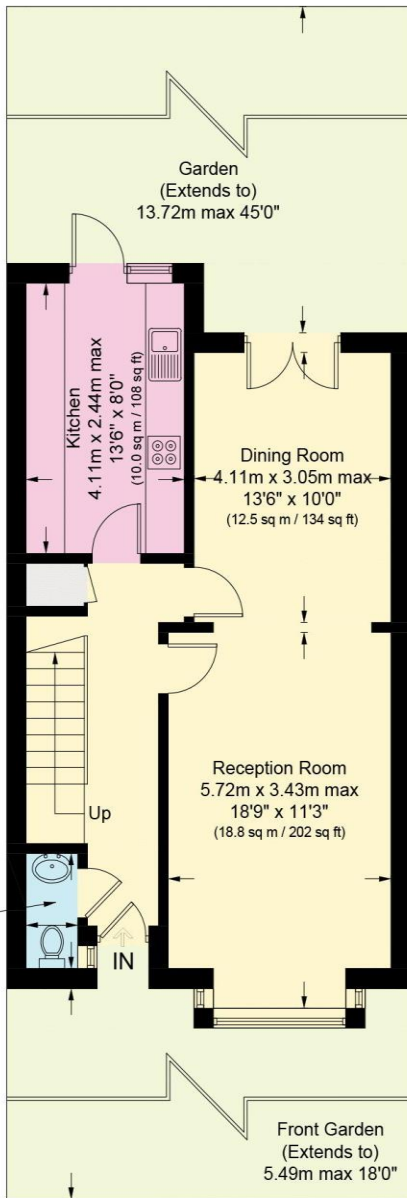 Garden
(Extends to)
13.72m max 45'0"
Kitchen
4.11m x 2.44m max
13'6" x 8'0"
(10.0 sq m / 108 sq ft)
Dining Room
4.11m x 3.05m max
13'6" x 10'0"
(12.5 sq m / 134 sq ft)
Reception Room
5.72m x 3.43m max
18'9" x 11'3"
(18.8 sq m / 202 sq ft)
Up
IN
Front Garden
(Extends to)
5.49m max 18'0"